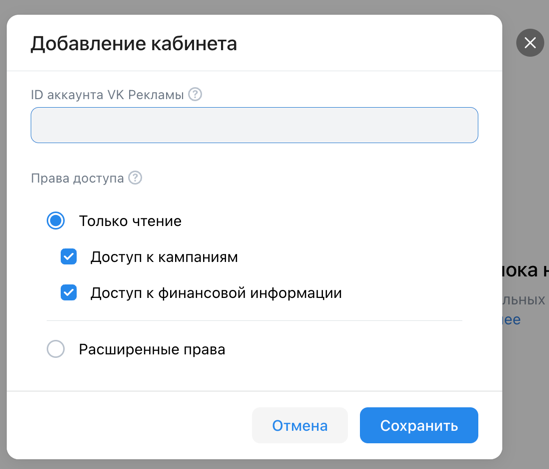 Добавление кабинета
ID аккаунта VK Рекламы
Права доступа
Только чтение
Доступ к кампаниям
Доступ к финансовой информации
Расширенные права
Отмена
Сохранить